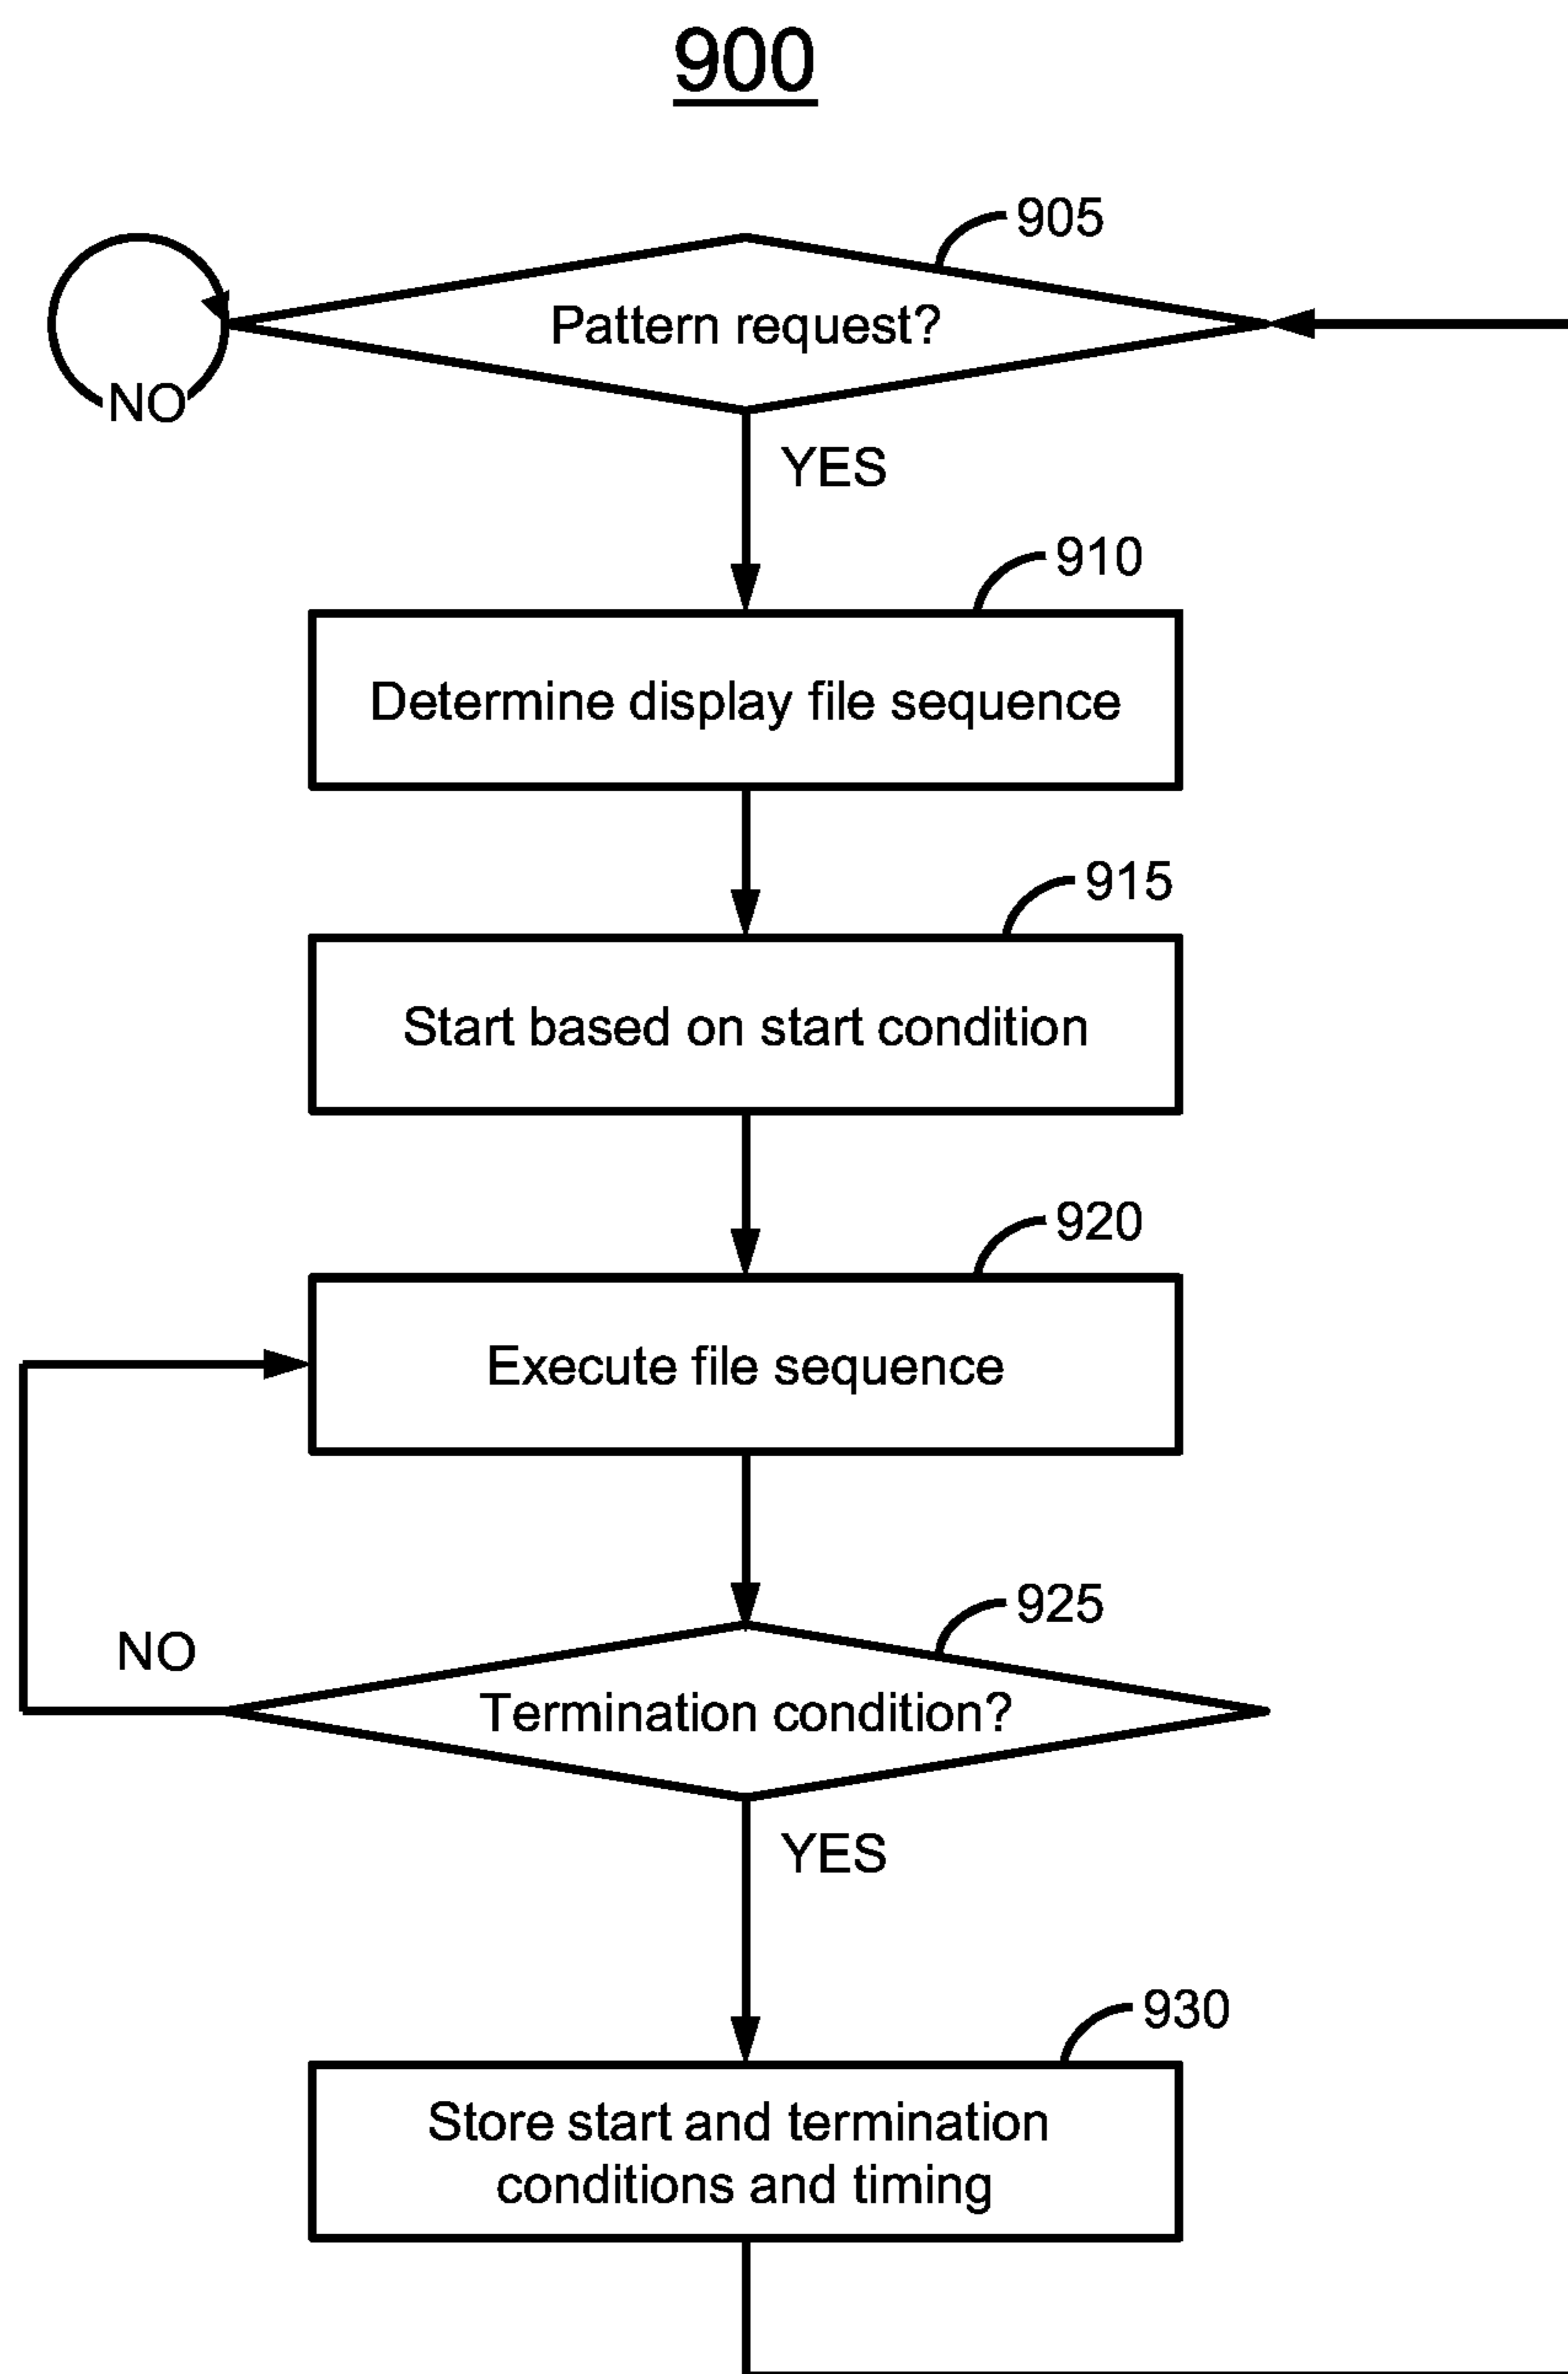 900
905
Pattern request?
NO
YES
910
Determine display file sequence
915
Start based on start condition
920
Execute file sequence
925
NO
Termination condition?
YES
930
Store start and termination
conditions and timing